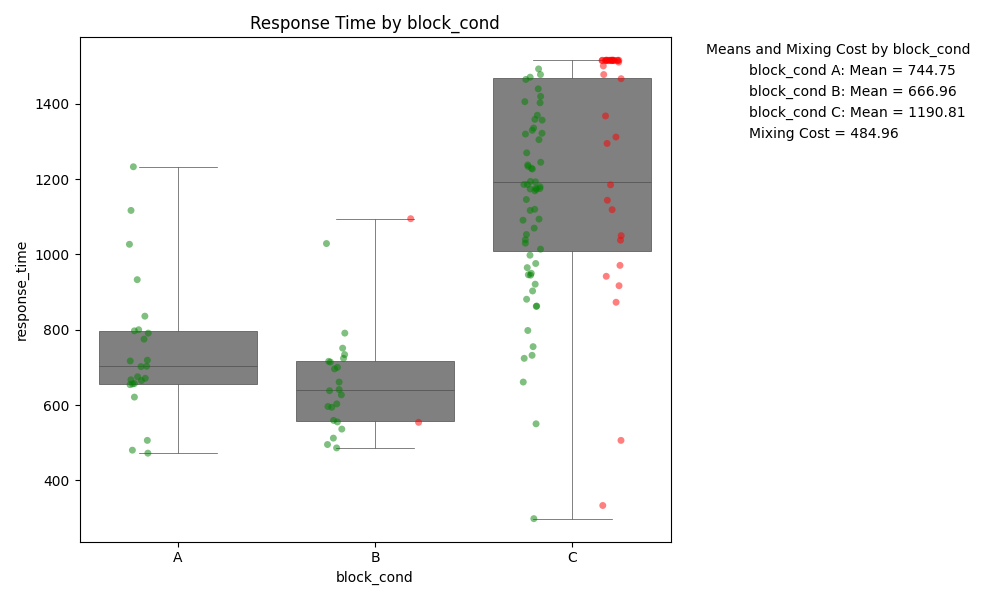 Response Time by block_cond
Means and Mixing Cost by block_cond
block_cond A: Mean = 744.75
block_cond B: Mean = 666.96
block_cond C: Mean = 1190.81
Mixing Cost = 484.96
response_time
1400
1200
1000
800
600
400
A
B
C
block_cond